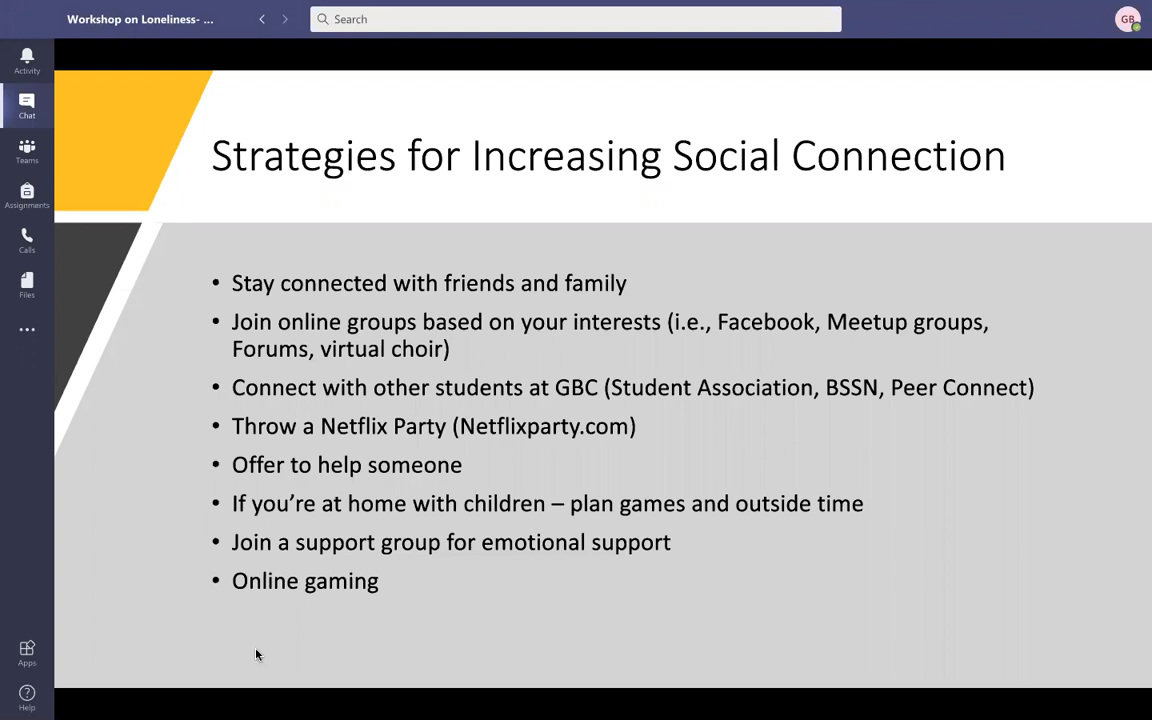 Workshop on Loneliness- ...
Search
GB
Activity
Chat
Teams
Assignments
Calls
Files
Apps
Help
Strategies for Increasing Social Connection
• Stay connected with friends and family
• Join online groups based on your interests (i.e., Facebook, Meetup groups,
Forums, virtual choir)
• Connect with other students at GBC (Student Association, BSSN, Peer Connect)
• Throw a Netflix Party (Netflixparty.com)
• Offer to help someone
• If you’re at home with children – plan games and outside time
• Join a support group for emotional support
• Online gaming